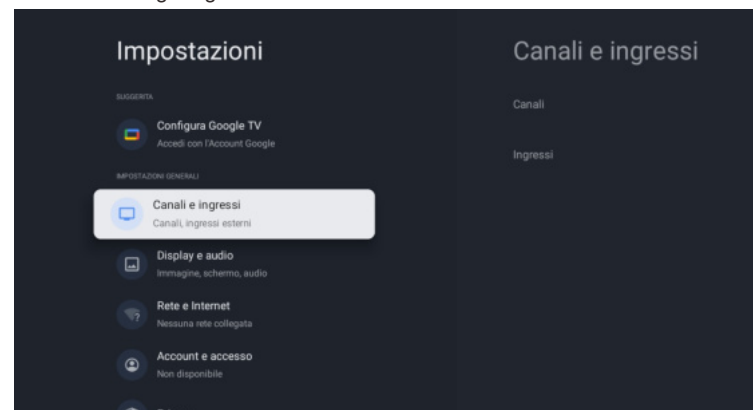 Impostazioni
SUGGERITA
Configura Google TV
Accedi con l'Account Google
IMPOSTAZIONI GENERALI
Canali e ingressi
Canali, ingressi esterni
Display e audio
Immagine, schermo, audio
Rete e Internet
Nessuna rete collegata
Account e accesso
Non disponibile
Canali e ingressi
Canali
Ingressi